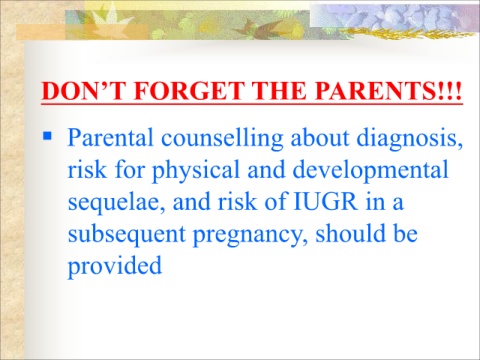 DON’T FORGET THE PARENTS!!!
▪ Parental counselling about diagnosis,
risk for physical and developmental
sequelae, and risk of IUGR in a
subsequent pregnancy, should be
provided